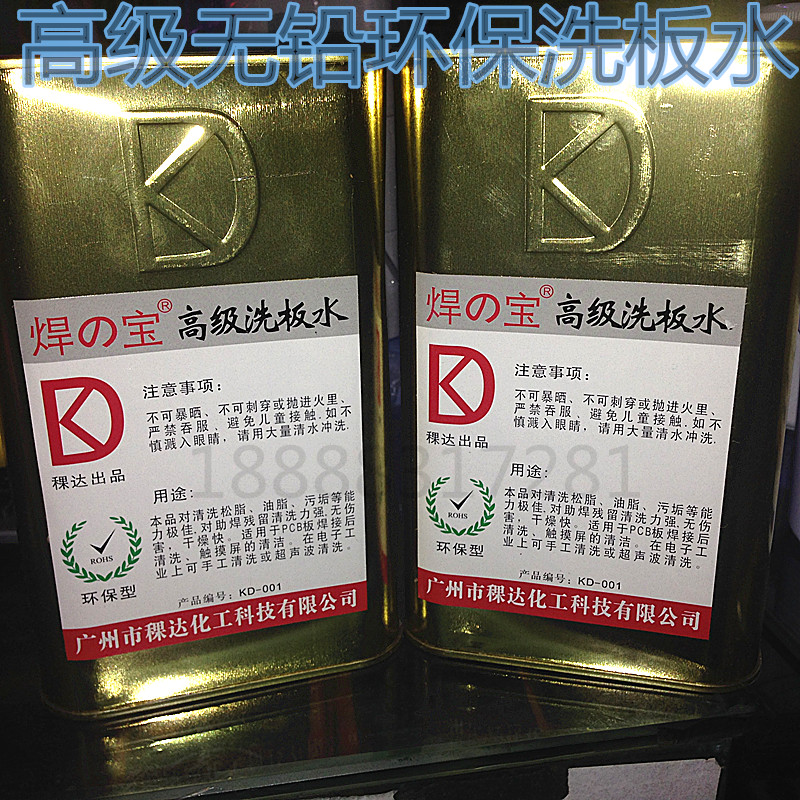 高级无铅环保洗板水
焊の宝® 高级洗板水
KD
稞达出品
注意事项：
不可暴晒、不可刺穿或抛进火里、
严禁吞服、避免儿童接触.如不
慎溅入眼睛，请用大量清水冲洗.
用途：
本品对清洗松脂、油脂、污垢等能
力极佳.对助焊残留清洗力强.无伤
害，干燥快。适用于PCB板焊接后
清洗、触摸屏的清洁。在电子工
业上可手工清洗或超声波清洗。
ROHS
环保型
产品编号：KD-001
广州市稞达化工科技有限公司
焊の宝® 高级洗板水
KD
稞达出品
注意事项：
不可暴晒、不可刺穿或抛进火里、
严禁吞服、避免儿童接触.如不
慎溅入眼睛，请用大量清水冲洗.
用途：
本品对清洗松脂、油脂、污垢等能
力极佳.对助焊残留清洗力强.无伤
害，干燥快。适用于PCB板焊接后
清洗、触摸屏的清洁。在电子工
业上可手工清洗或超声波清洗。
ROHS
环保型
产品编号：KD-001
广州市稞达化工科技有限公司